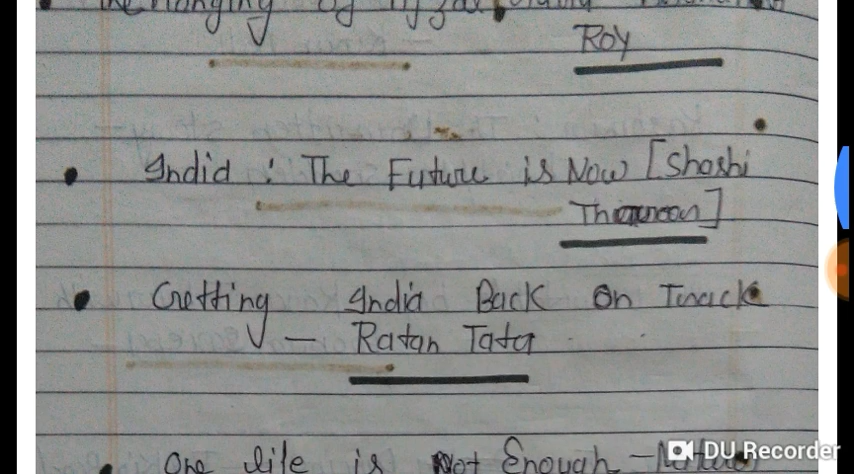 Roy
India : The Future is Now [Shashi
Getting India Back on Track
— Ratan Tata
One life is Not Enough -
DU Recorder